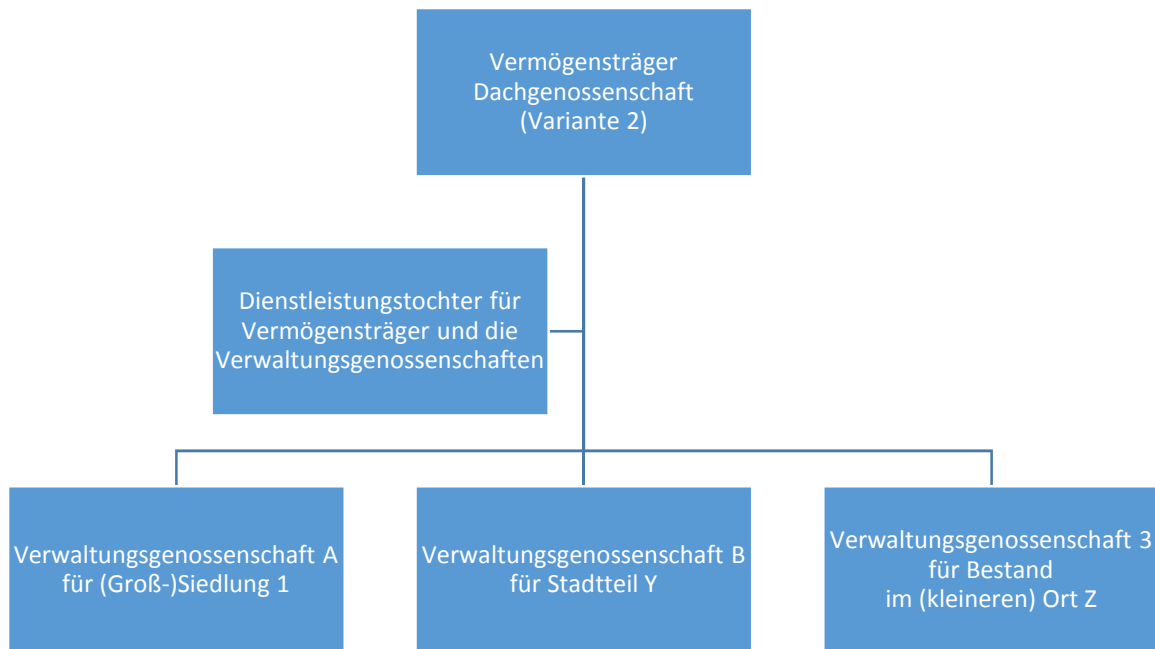 Vermögensträger
Dachgenossenschaft
(Variante 2)
Dienstleistungstochter für
Vermögensträger und die
Verwaltungsgenossenschaften
Verwaltungsgenossenschaft A
für (Groß-)Siedlung 1
Verwaltungsgenossenschaft B
für Stadtteil Y
Verwaltungsgenossenschaft 3
für Bestand
im (kleineren) Ort Z